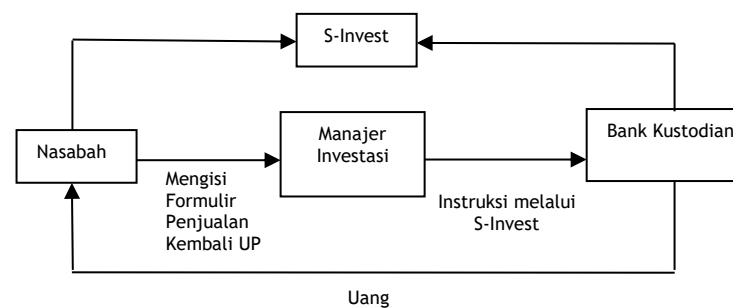 S-Invest
Nasabah
Manajer
Investasi
Bank Kustodian
Mengisi
Formulir
Penjualan
Kembali UP
Instruksi melalui
S-Invest
Uang